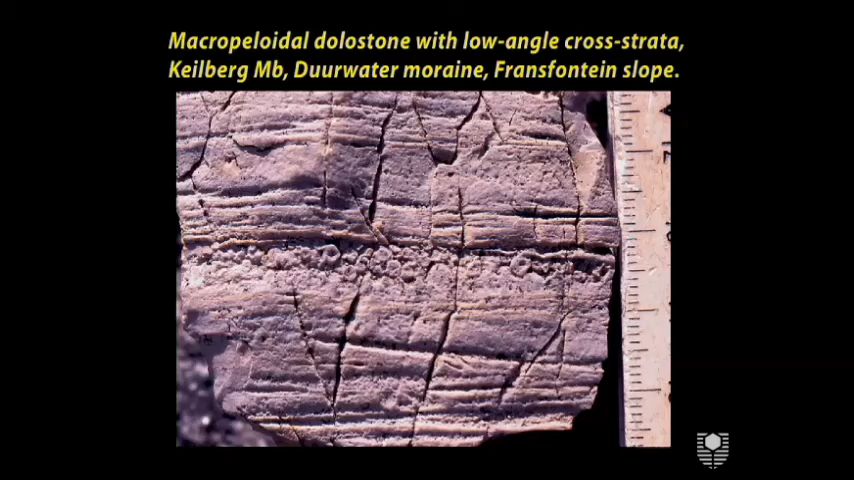 Macropeloidal dolostone with low-angle cross-strata,
Keilberg Mb, Duurwater moraine, Fransfontein slope.